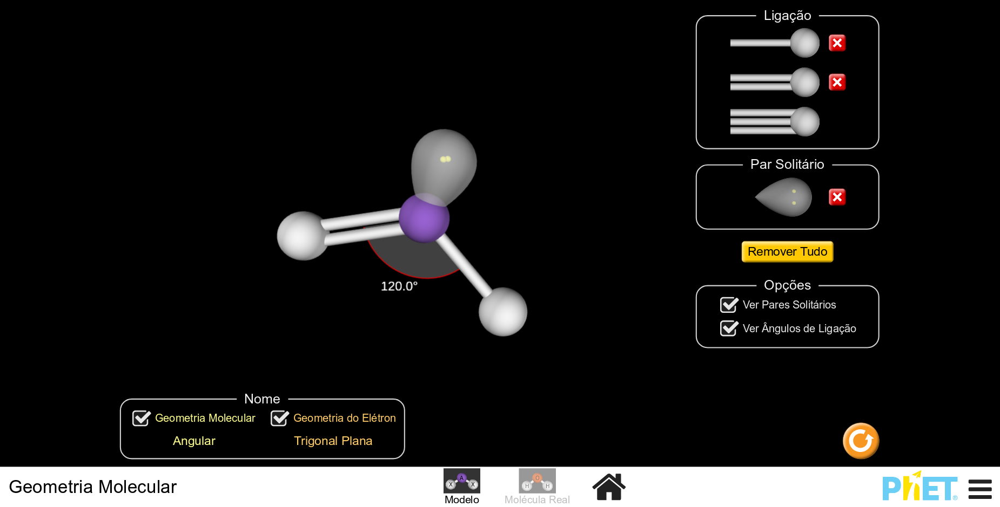 Ligação
Par Solitário
Remover Tudo
Opções
Ver Pares Solitários
Ver Ângulos de Ligação
120.0°
Nome
Geometria Molecular
Geometria do Elétron
Angular
Trigonal Plana
Geometria Molecular
X A X
Modelo
H O H
Molécula Real
PhET®